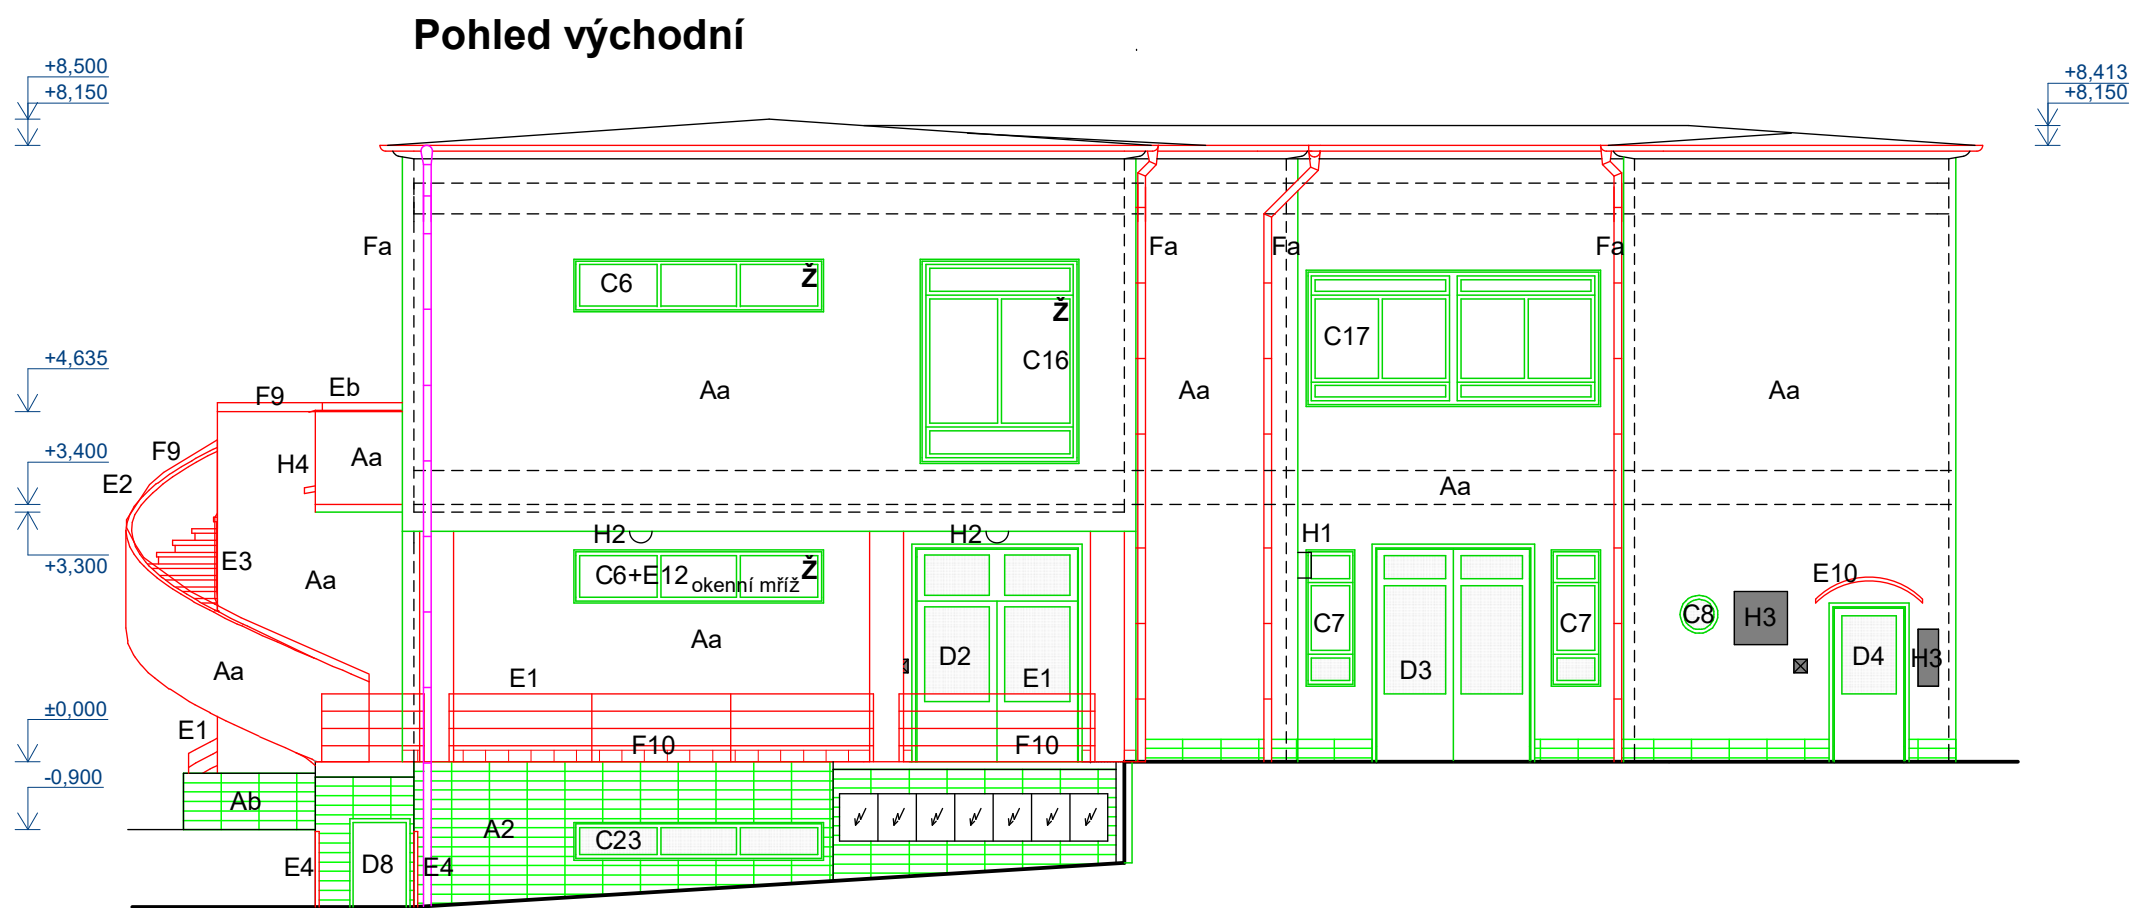 Pohled východní
+8,500
+8,150
+8,413
+8,150
Fa
Fa
Fa
Fa
C6
Ž
Ž
C16
C17
+4,635
Aa
Aa
Aa
F9
Eb
F9
H4
Aa
+3,400
E2
Aa
H2
H2
H1
E3
+3,300
Aa
C6+E12
okenní mříž
Ž
E10
C7
C7
C8
H3
Aa
D2
D3
D4
H3
Aa
E1
E1
±0,000
E1
F10
F10
-0,900
Ab
A2
C23
E4
D8
E4